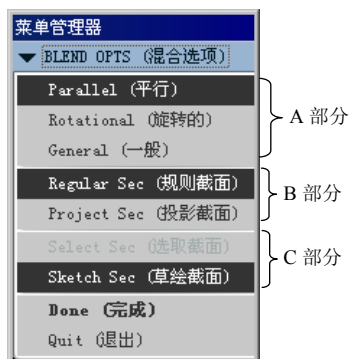 菜单管理器
BLEND OPTS (混合选项)
Parallel (平行)
Rotational (旋转的)
General (一般)
A 部分
Regular Sec (规则截面)
Project Sec (投影截面)
B 部分
Select Sec (选取截面)
Sketch Sec (草绘截面)
C 部分
Done (完成)
Quit (退出)